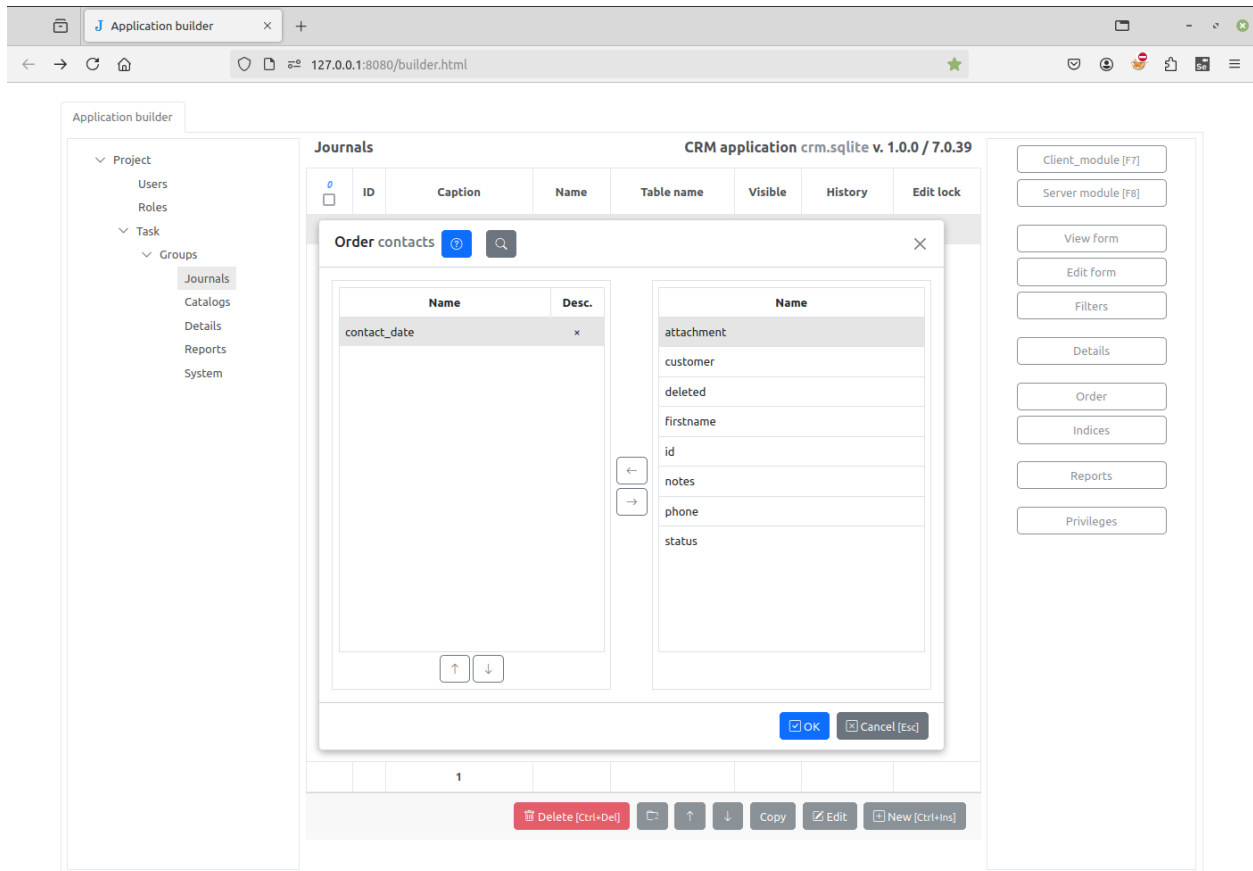 Application builder
127.0.0.1:8080/builder.html
Application builder
Project
Users
Roles
Task
Groups
Journals
Catalogs
Details
Reports
System
Journals
CRM application crm.sqlite v. 1.0.0 / 7.0.39
0 ID Caption Name Table name Visible History Edit lock
Order contacts
Name Desc.
contact_date ×
Name
attachment
customer
deleted
firstname
id
notes
phone
status
OK
Cancel [Esc]
1
Delete [Ctrl+Del]
Copy
Edit
New [Ctrl+Ins]
Client_module [F7]
Server module [F8]
View form
Edit form
Filters
Details
Order
Indices
Reports
Privileges